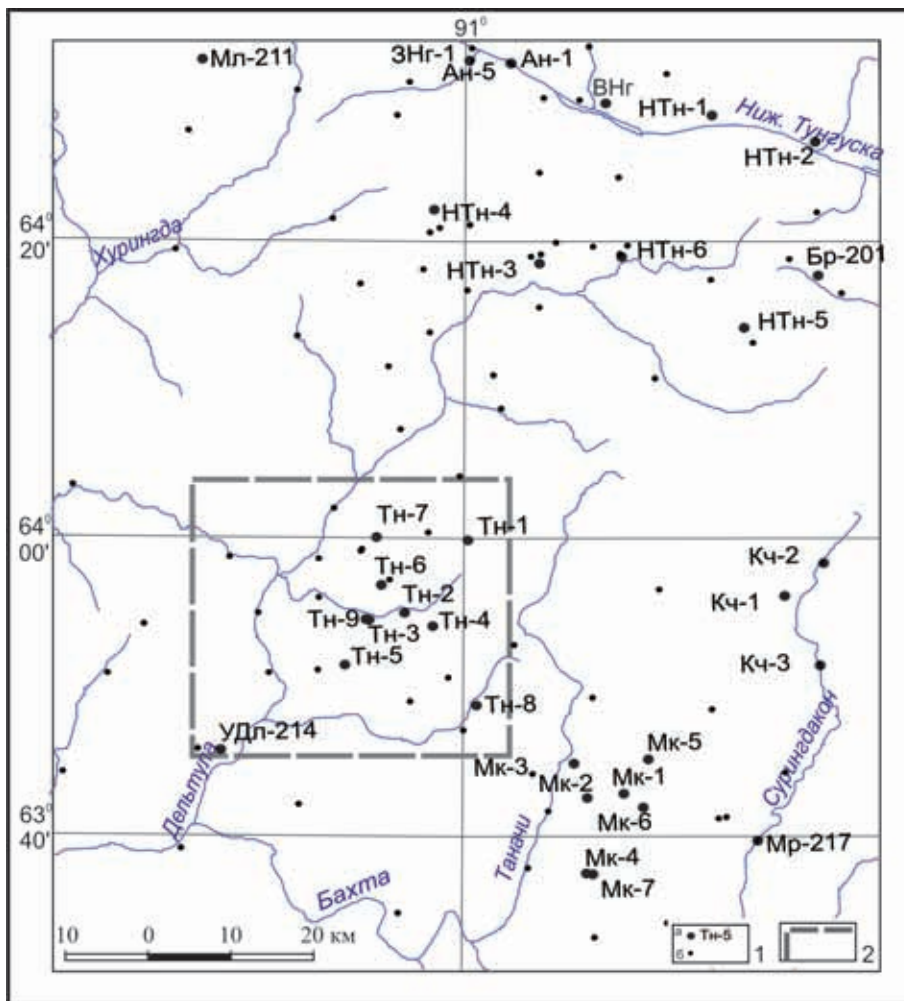 91°
Мл-211
ЗНг-1
Ан-5
Ан-1
ВНг
НТн-1
Ниж. Тунгуска
НТн-2
НТн-4
64°
20'
Хурингда
НТн-3
НТн-6
Бр-201
НТн-5
Тн-7
Тн-1
64°
00'
Тн-6
Кч-2
Тн-2
Кч-1
Тн-9
Тн-3
Тн-4
Тн-5
Кч-3
Тн-8
УДл-214
Дельтула
Мк-5
Мк-3
Мк-2
Мк-1
Сурингдакон
Мк-6
63°
40'
Мр-217
Таначи
Мк-4
Мк-7
Бахта
10 0 10 20 км
а Тн-5
б
1
2